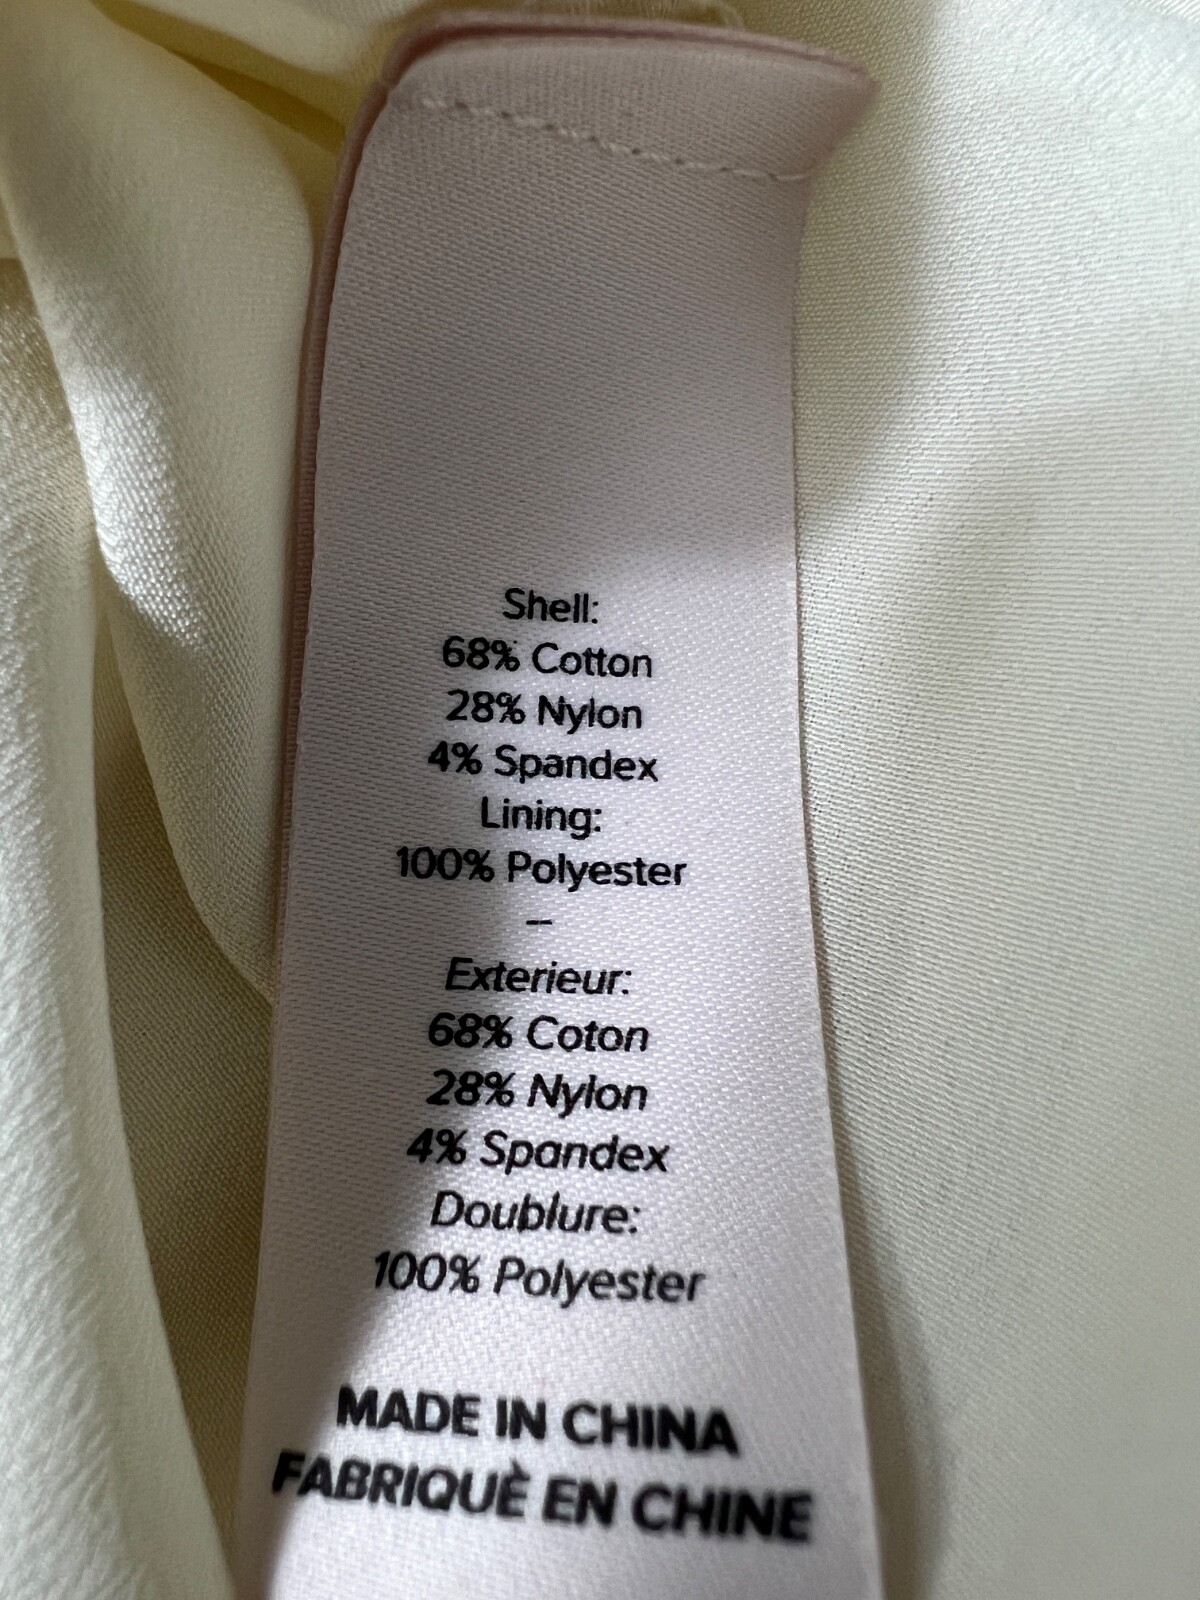 Shell:
68% Cotton
28% Nylon
4% Spandex
Lining:
100% Polyester
--
Exterieur:
68% Coton
28% Nylon
4% Spandex
Doublure:
100% Polyester
MADE IN CHINA
FABRIQUÈ EN CHINE